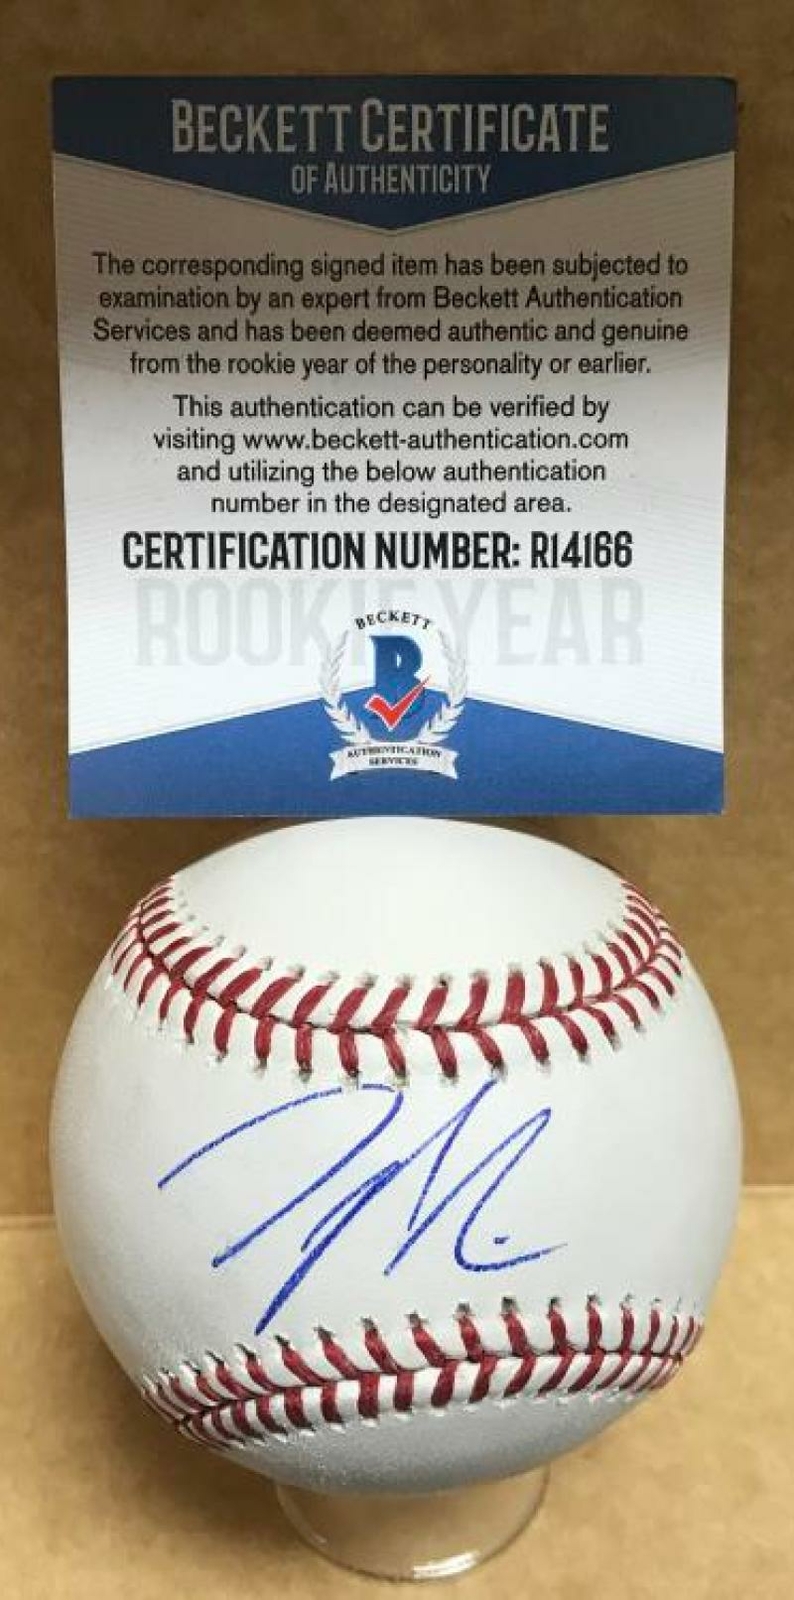 BECKETT CERTIFICATE
OF AUTHENTICITY
The corresponding signed item has been subjected to
examination by an expert from Beckett Authentication
Services and has been deemed authentic and genuine
from the rookie year of the personality or earlier.
This authentication can be verified by
visiting www.beckett-authentication.com
and utilizing the below authentication
number in the designated area.
CERTIFICATION NUMBER: R14166
ROOKIE YEAR
BECKETT
B
AUTHENTICATION
SERVICES